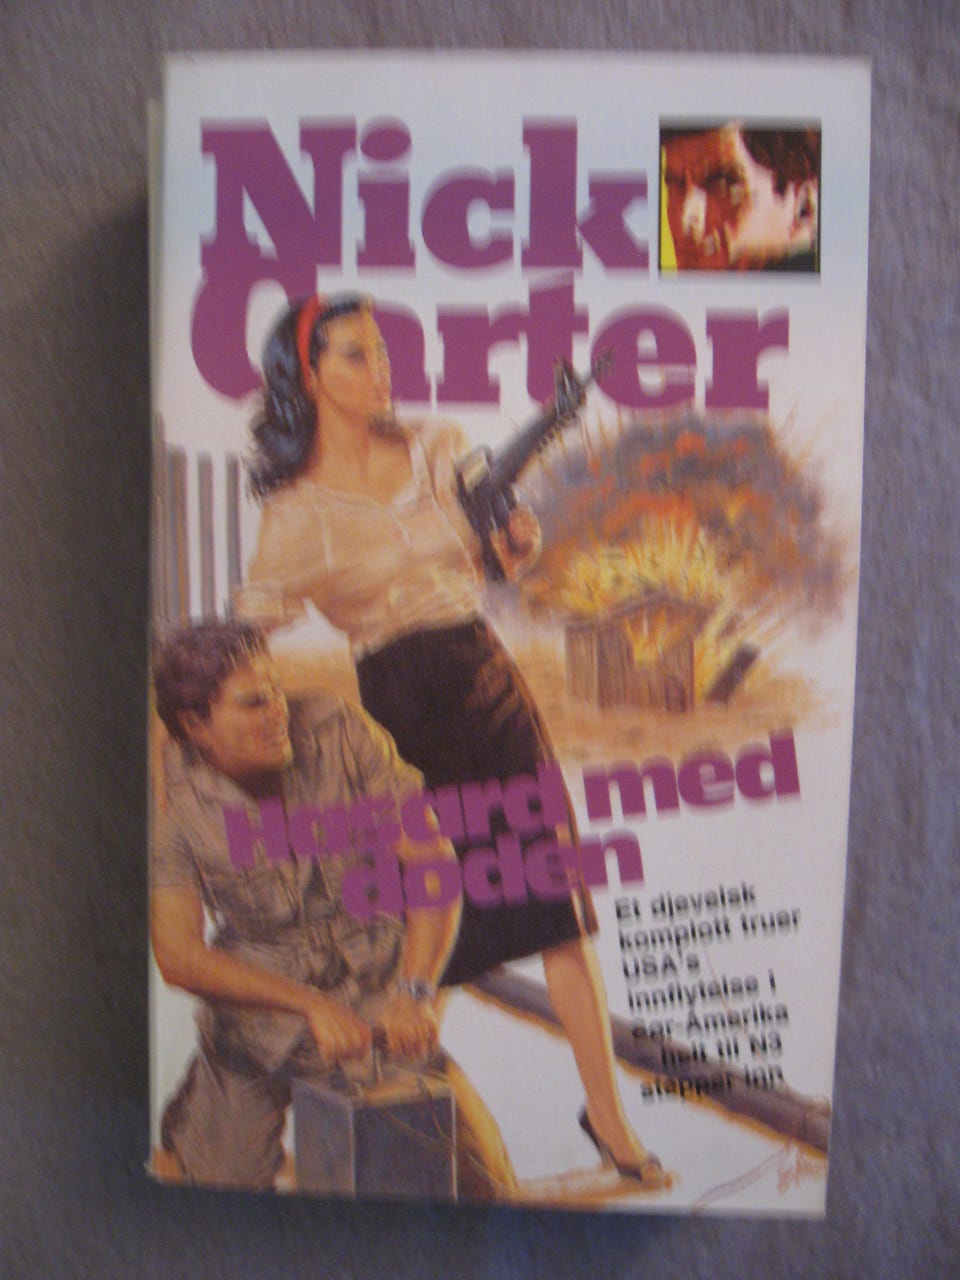 Nick
Carter
Hasard med
døden
Et djevelsk
komplott truer
USA's
innflytelse i
Sør-Amerika
helt til N3
stepper inn